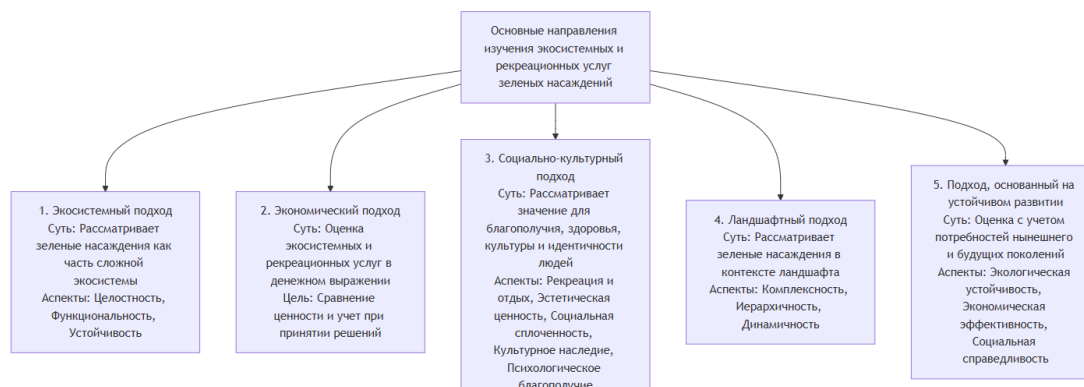 Основные направления
изучения экосистемных и
рекреационных услуг
зеленых насаждений
1. Экосистемный подход
Суть: Рассматривает
зеленые насаждения как
часть сложной
экосистемы
Аспекты: Целостность,
Функциональность,
Устойчивость
2. Экономический подход
Суть: Оценка
экосистемных и
рекреационных услуг в
денежном выражении
Цель: Сравнение
ценности и учет при
принятии решений
3. Социально-культурный
подход
Суть: Рассматривает
значение для
благополучия, здоровья,
культуры и идентичности
людей
Аспекты: Рекреация и
отдых, Эстетическая
ценность, Социальная
сплоченность,
Культурное наследие,
Психологическое
благополучие
4. Ландшафтный подход
Суть: Рассматривает
зеленые насаждения в
контексте ландшафта
Аспекты: Комплексность,
Иерархичность,
Динамичность
5. Подход, основанный на
устойчивом развитии
Суть: Оценка с учетом
потребностей нынешнего
и будущих поколений
Аспекты: Экологическая
устойчивость,
Экономическая
эффективность,
Социальная
справедливость